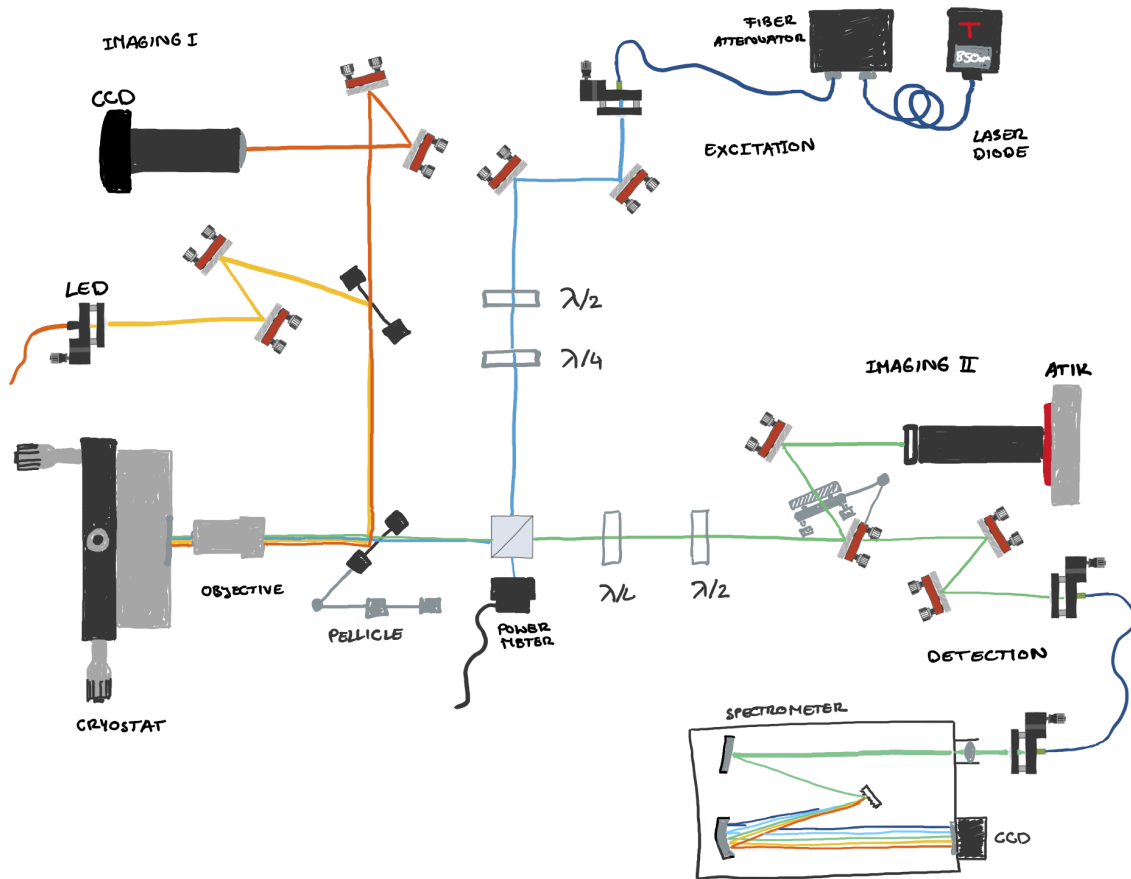 IMAGING I
CCD
FIBER
ATTENUATOR
T
850nm
EXCITATION
LASER
DIODE
LED
λ/2
λ/4
IMAGING II
ATIK
OBJECTIVE
PELLICLE
POWER
METER
λ/4
λ/2
CRYOSTAT
DETECTION
SPECTROMETER
CCD